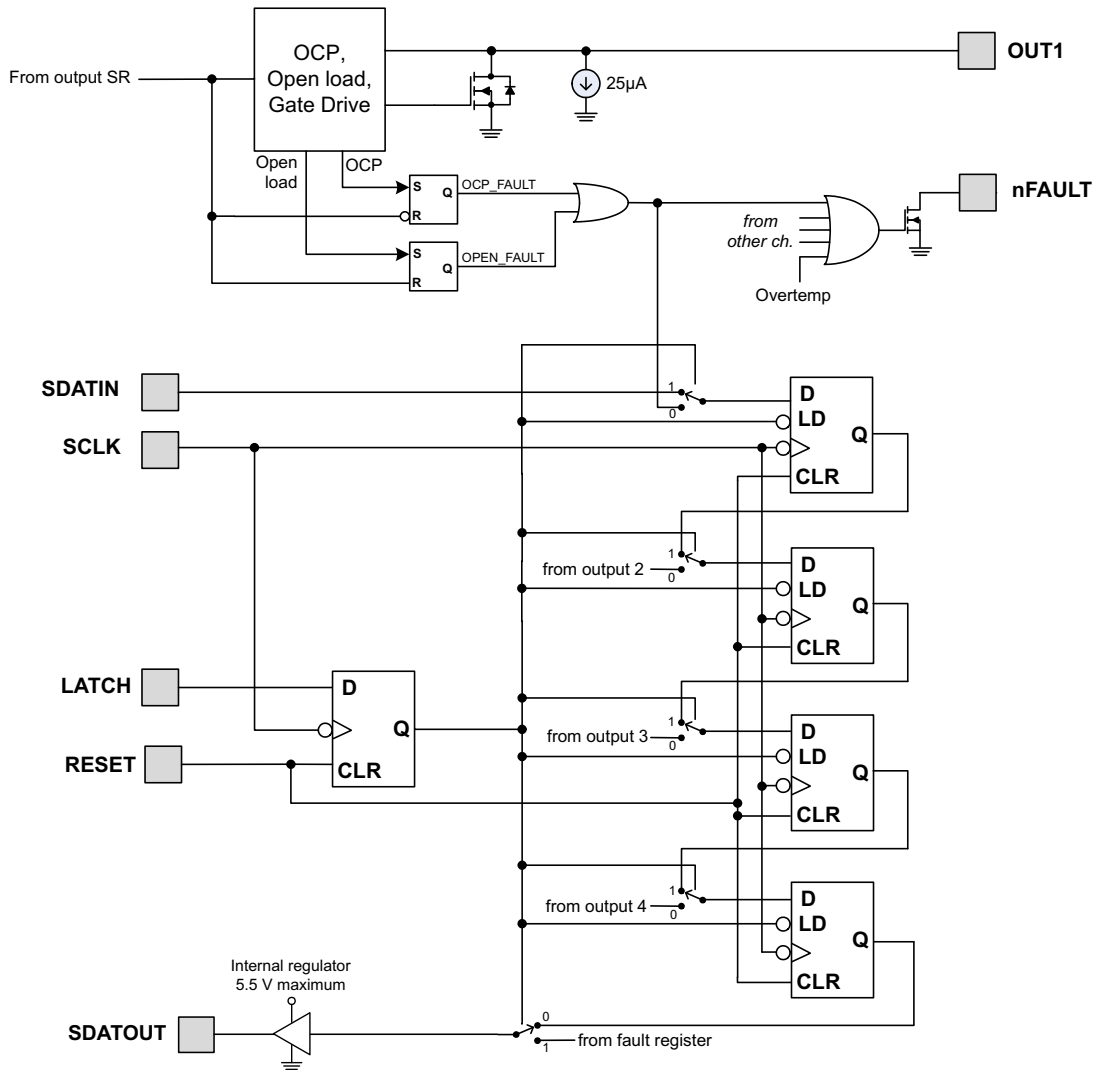 OCP,
Open load,
Gate Drive
From output SR
OUT1
25µA
Open
load
OCP
S
Q
R
OCP_FAULT
S
Q
R
OPEN_FAULT
nFAULT
from
other ch.
Overtemp
SDATIN
1
0
D
LD
Q
CLR
SCLK
1
from output 2
0
D
LD
Q
CLR
LATCH
D
Q
CLR
RESET
1
from output 3
0
D
LD
Q
CLR
1
from output 4
0
D
LD
Q
CLR
Internal regulator
5.5 V maximum
SDATOUT
0
1
from fault register